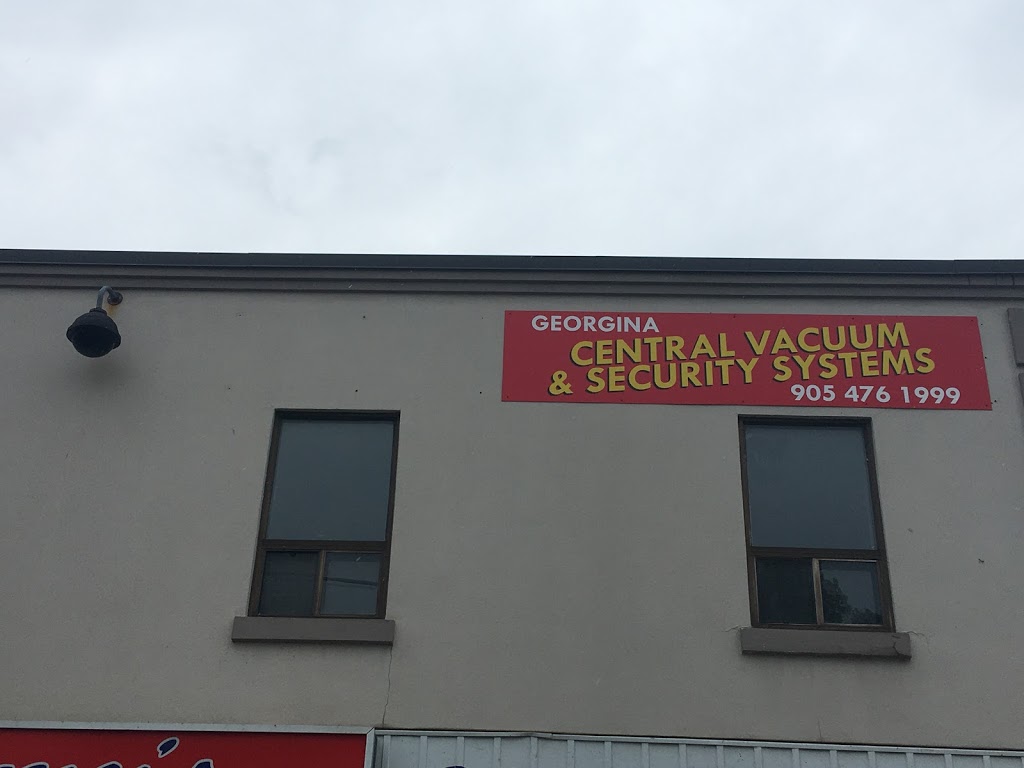 GEORGINA
CENTRAL VACUUM
& SECURITY SYSTEMS
905 476 1999